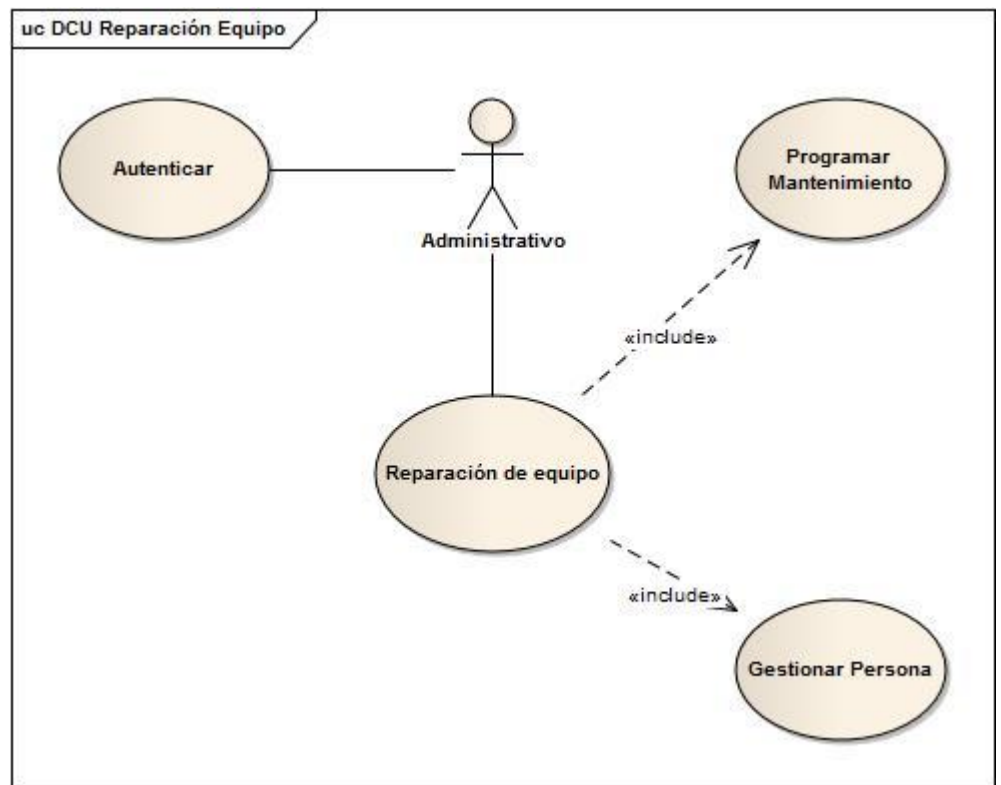 uc DCU Reparación Equipo
Autenticar
Administrativo
Programar
Mantenimiento
«include»
Reparación de equipo
«include»
Gestionar Persona